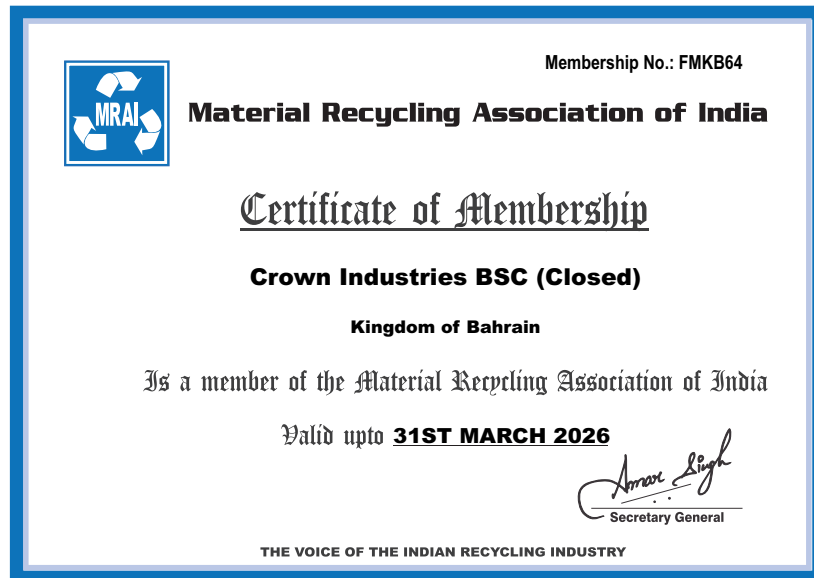 Membership No.: FMKB64
MRAI
Material Recycling Association of India
Certificate of Membership
Crown Industries BSC (Closed)
Kingdom of Bahrain
Is a member of the Material Recycling Association of India
Valid upto 31ST MARCH 2026
Amar Singh
Secretary General
THE VOICE OF THE INDIAN RECYCLING INDUSTRY